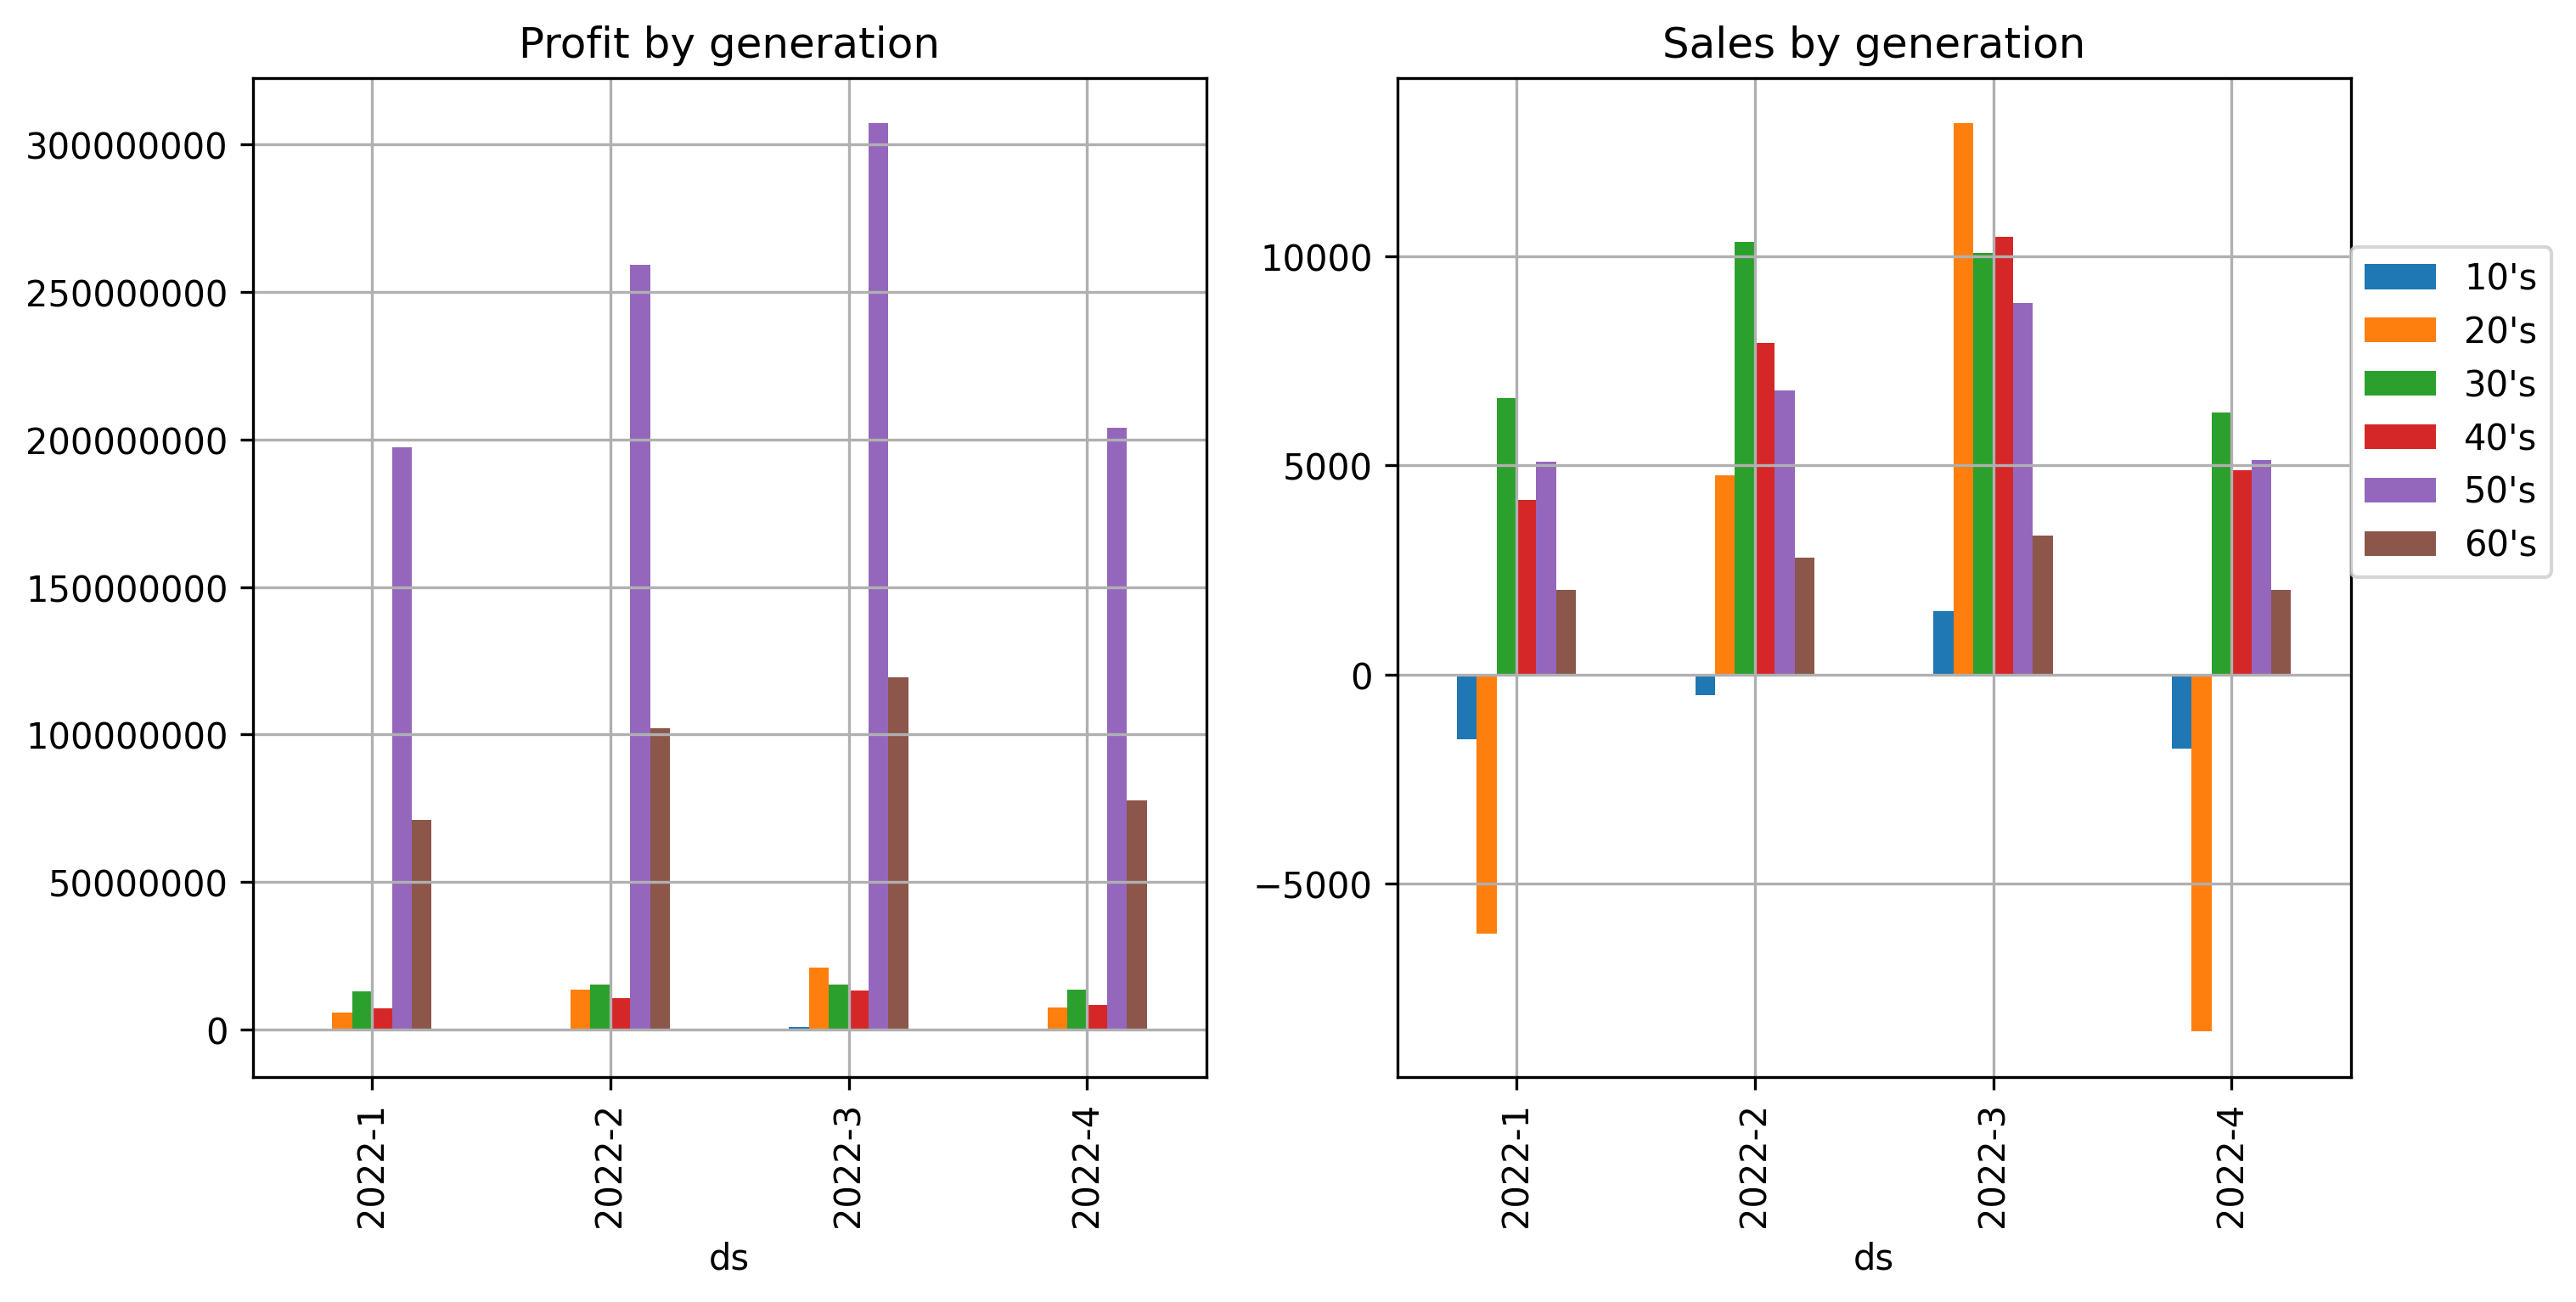 Profit by generation
300000000
250000000
200000000
150000000
100000000
50000000
0
2022-1
2022-2
2022-3
2022-4
ds
Sales by generation
10000
5000
0
−5000
2022-1
2022-2
2022-3
2022-4
ds
10's
20's
30's
40's
50's
60's